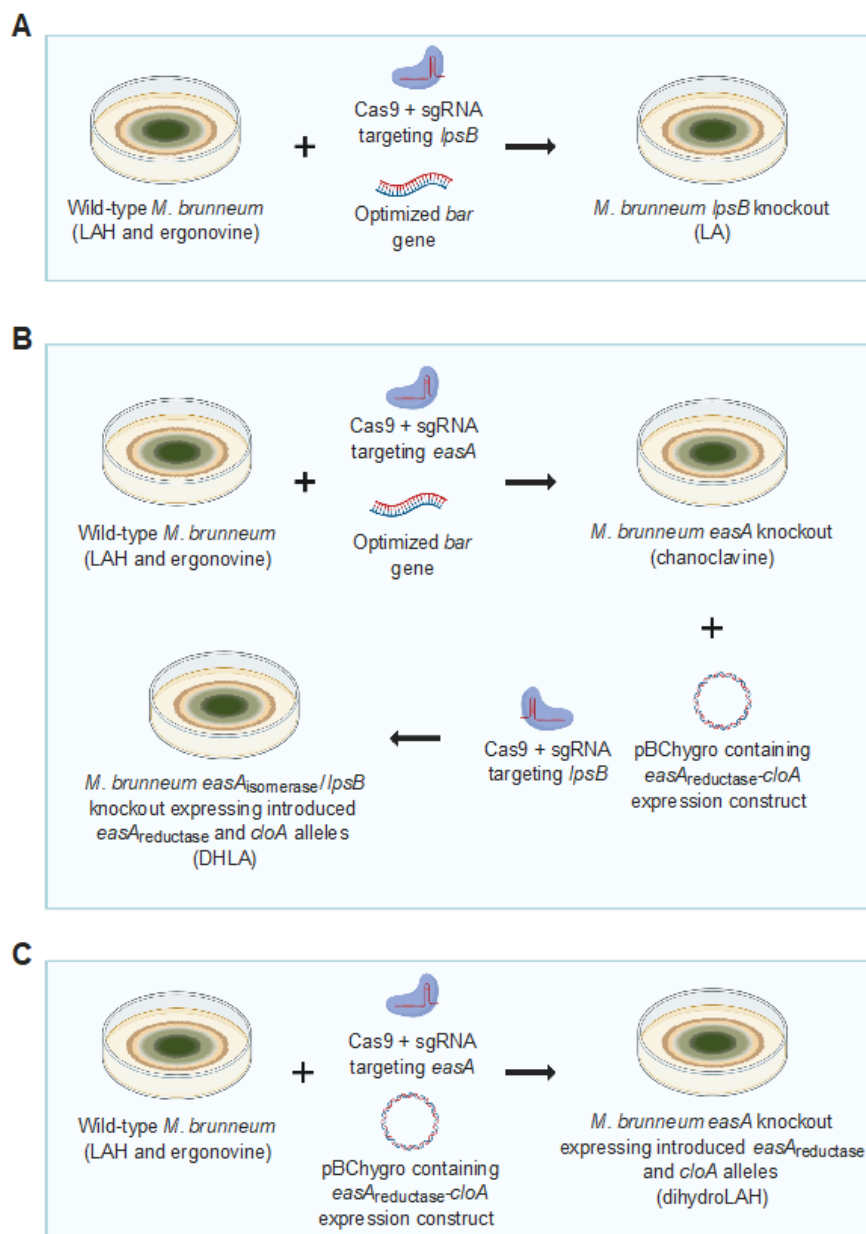 A
Cas9 + sgRNA
targeting lpsB
Wild-type M. brunneum
(LAH and ergonovine)
+
Optimized bar
gene
M. brunneum lpsB knockout
(LA)
B
Cas9 + sgRNA
targeting easA
Wild-type M. brunneum
(LAH and ergonovine)
+
Optimized bar
gene
M. brunneum easA knockout
(chanoclavine)
+
pBChygro containing
easAreductase-cloA
expression construct
Cas9 + sgRNA
targeting lpsB
M. brunneum easAisomerase/lpsB
knockout expressing introduced
easAreductase and cloA alleles
(DHLA)
C
Cas9 + sgRNA
targeting easA
Wild-type M. brunneum
(LAH and ergonovine)
+
pBChygro containing
easAreductase-cloA
expression construct
M. brunneum easA knockout
expressing introduced easAreductase
and cloA alleles
(dihydroLAH)